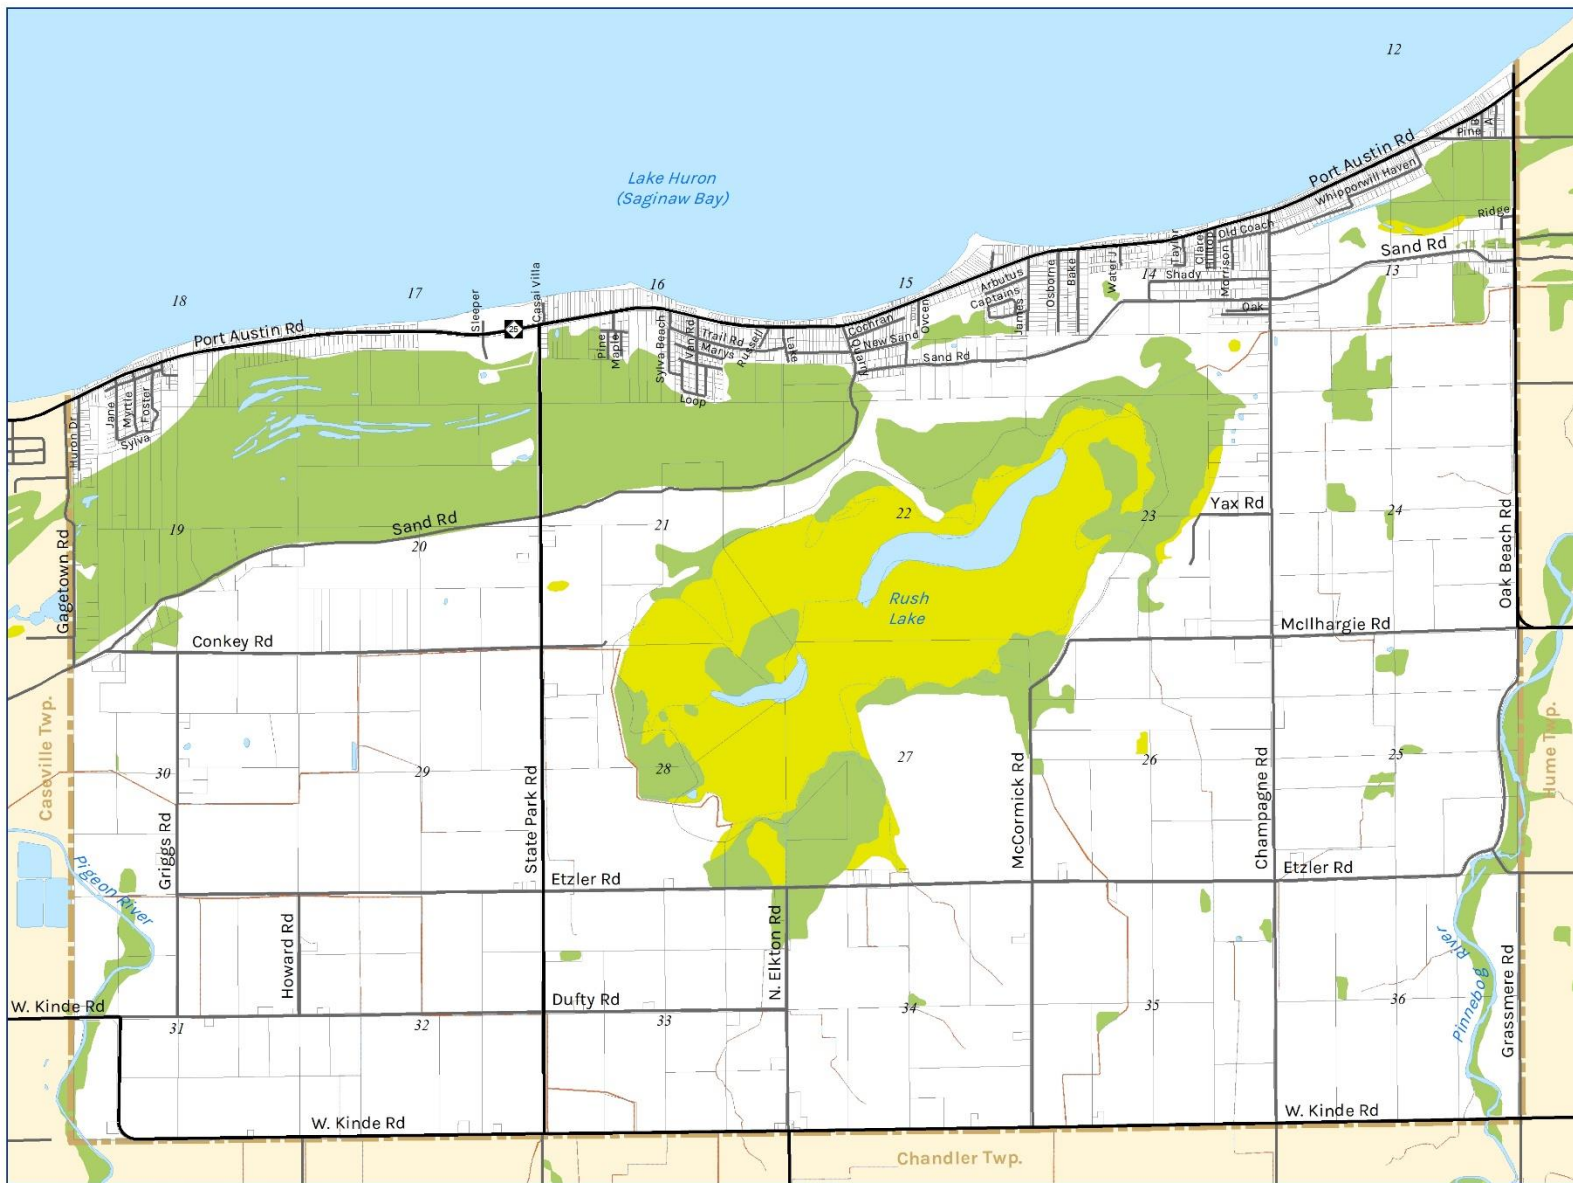 12
Lake Huron
(Saginaw Bay)
Port Austin Rd
Whipporwill Haven
Pine
B
A
Ridge
Old Coach
Sand Rd
13
Taylor
Clare
Hilltop
Morrison
14
Shady
Oak
Water
Bake
Osborne
James
Arbutus
Captains
15
Ovcen
Cochran
New Sand
Sand Rd
Quarry
Lake
Russell
Trail Rd
Marys
Van Rd
Sylva Beach
Loop
16
Pine
Maple
Casai Villa
25
Sleeper
17
18
Port Austin Rd
Jane
Myrtle
Foster
Sylva
Huron Dr
19
Sand Rd
20
21
22
23
24
Yax Rd
Gagetown Rd
Oak Beach Rd
Rush
Lake
Conkey Rd
McIlhargie Rd
Caseville Twp.
Hume Twp.
30
29
28
27
26
25
Griggs Rd
State Park Rd
McCormick Rd
Champagne Rd
Etzler Rd
Etzler Rd
Pigeon River
Howard Rd
N. Elkton Rd
Pinnebog
River
Grassmere Rd
W. Kinde Rd
Dufty Rd
31
32
33
34
35
36
W. Kinde Rd
W. Kinde Rd
Chandler Twp.